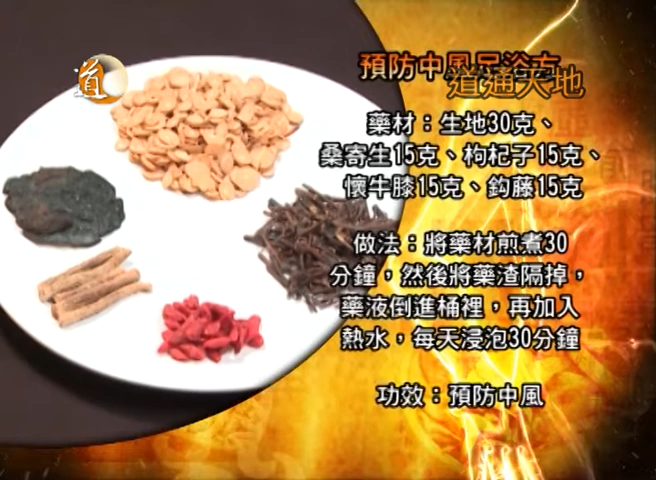 道
預防中風足浴方
道通天地
藥材：生地30克、
桑寄生15克、枸杞子15克、
懷牛膝15克、鈎藤15克
做法：將藥材煎煮30
分鐘，然後將藥渣隔掉，
藥液倒進桶裡，再加入
熱水，每天浸泡30分鐘
功效：預防中風